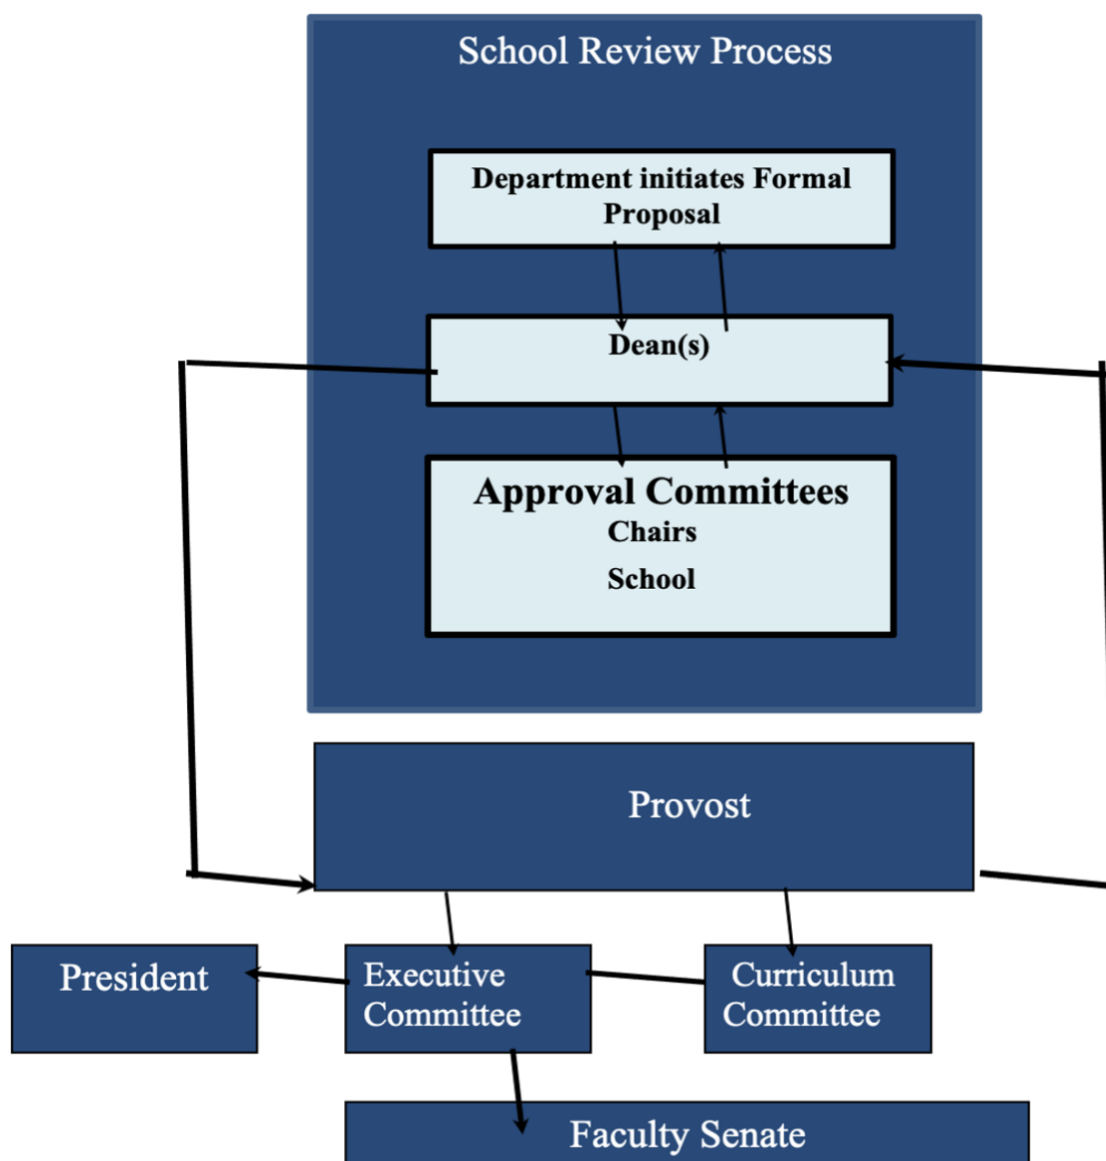 School Review Process
Department initiates Formal
Proposal
Dean(s)
Approval Committees
Chairs
School
Provost
President
Executive
Committee
Curriculum
Committee
Faculty Senate